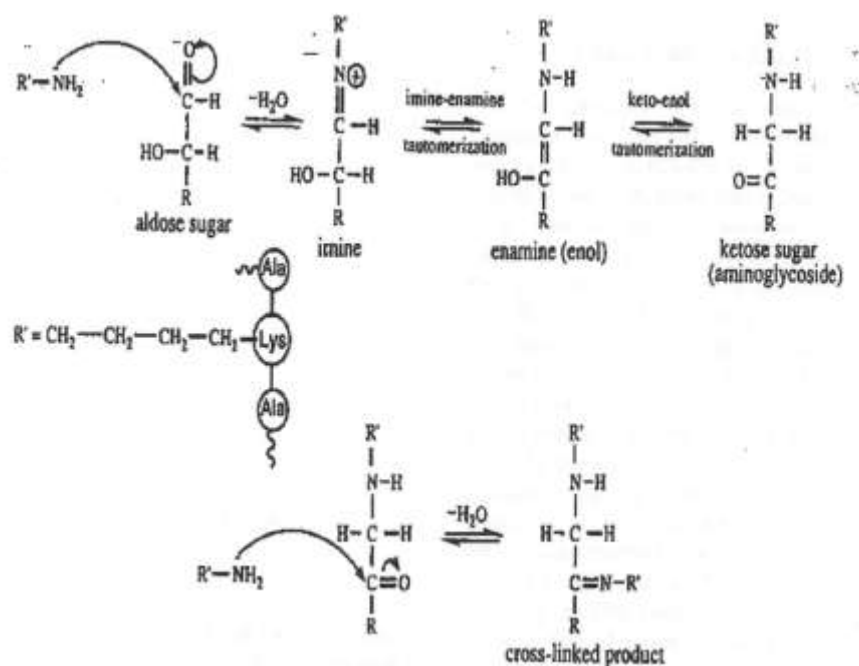 R'
R'
R'
O
R'—NH₂
N⊕
N—H
N—H
C—H
−H₂O
imine-enamine
keto-enol
C—H
C—H
H—C—H
tautomerization
tautomerization
HO—C—H
HO—C—H
HO—C
O=C
R
R
R
R
aldose sugar
imine
enamine (enol)
ketose sugar
(aminoglycoside)
Ala
R' = CH₂—CH₂—CH₂—CH₂—Lys
Ala
R'
R'
N—H
N—H
−H₂O
H—C—H
H—C—H
R'—NH₂
C=O
C=N—R'
R
R
cross-linked product